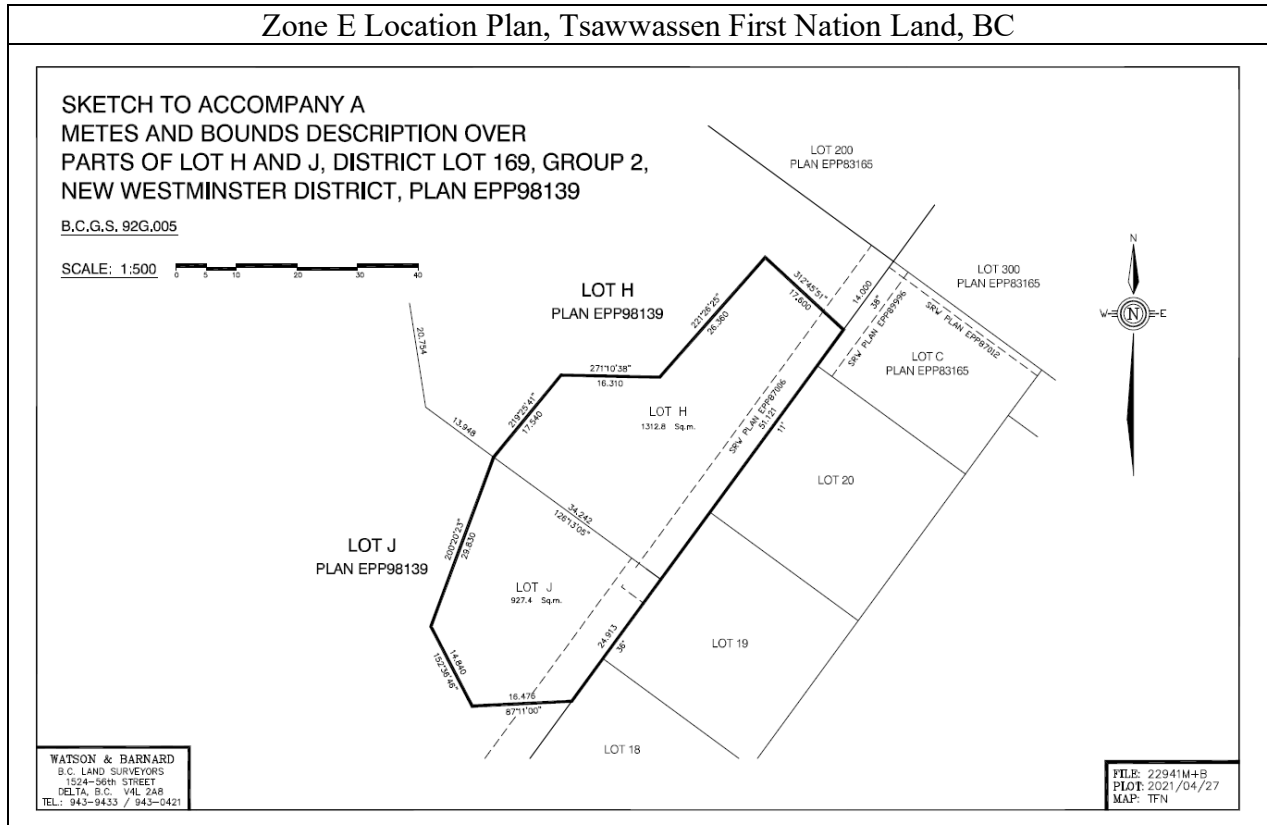 Zone E Location Plan, Tsawwassen First Nation Land, BC
SKETCH TO ACCOMPANY A
METES AND BOUNDS DESCRIPTION OVER
PARTS OF LOT H AND J, DISTRICT LOT 169, GROUP 2,
NEW WESTMINSTER DISTRICT, PLAN EPP98139
B.C.G.S. 92G.005
SCALE: 1:500
0 5 10 20 30 40
LOT 200
PLAN EPP83165
N
W E
N
LOT 300
PLAN EPP83165
LOT H
PLAN EPP98139
312°45'51"
17.600
14.000
38"
SRW PLAN EPP89996
SRW PLAN EPP87012
LOT C
PLAN EPP83165
20.754
221°26'25"
26.360
271°10'38"
16.310
219°25'41"
17.540
13.948
LOT H
1312.8 Sq.m.
SRW PLAN EPP87006
51.121
11'
LOT 20
34.242
126°13'05"
LOT J
PLAN EPP98139
200°20'23"
29.830
LOT J
927.4 Sq.m.
24.913
36°
LOT 19
14.840
152°36'46"
16.476
87°11'00"
LOT 18
WATSON & BARNARD
B.C. LAND SURVEYORS
1524-56th STREET
DELTA, B.C. V4L 2A8
TEL.: 943-9433 / 943-0421
FILE: 22941M+B
PLOT: 2021/04/27
MAP: TFN